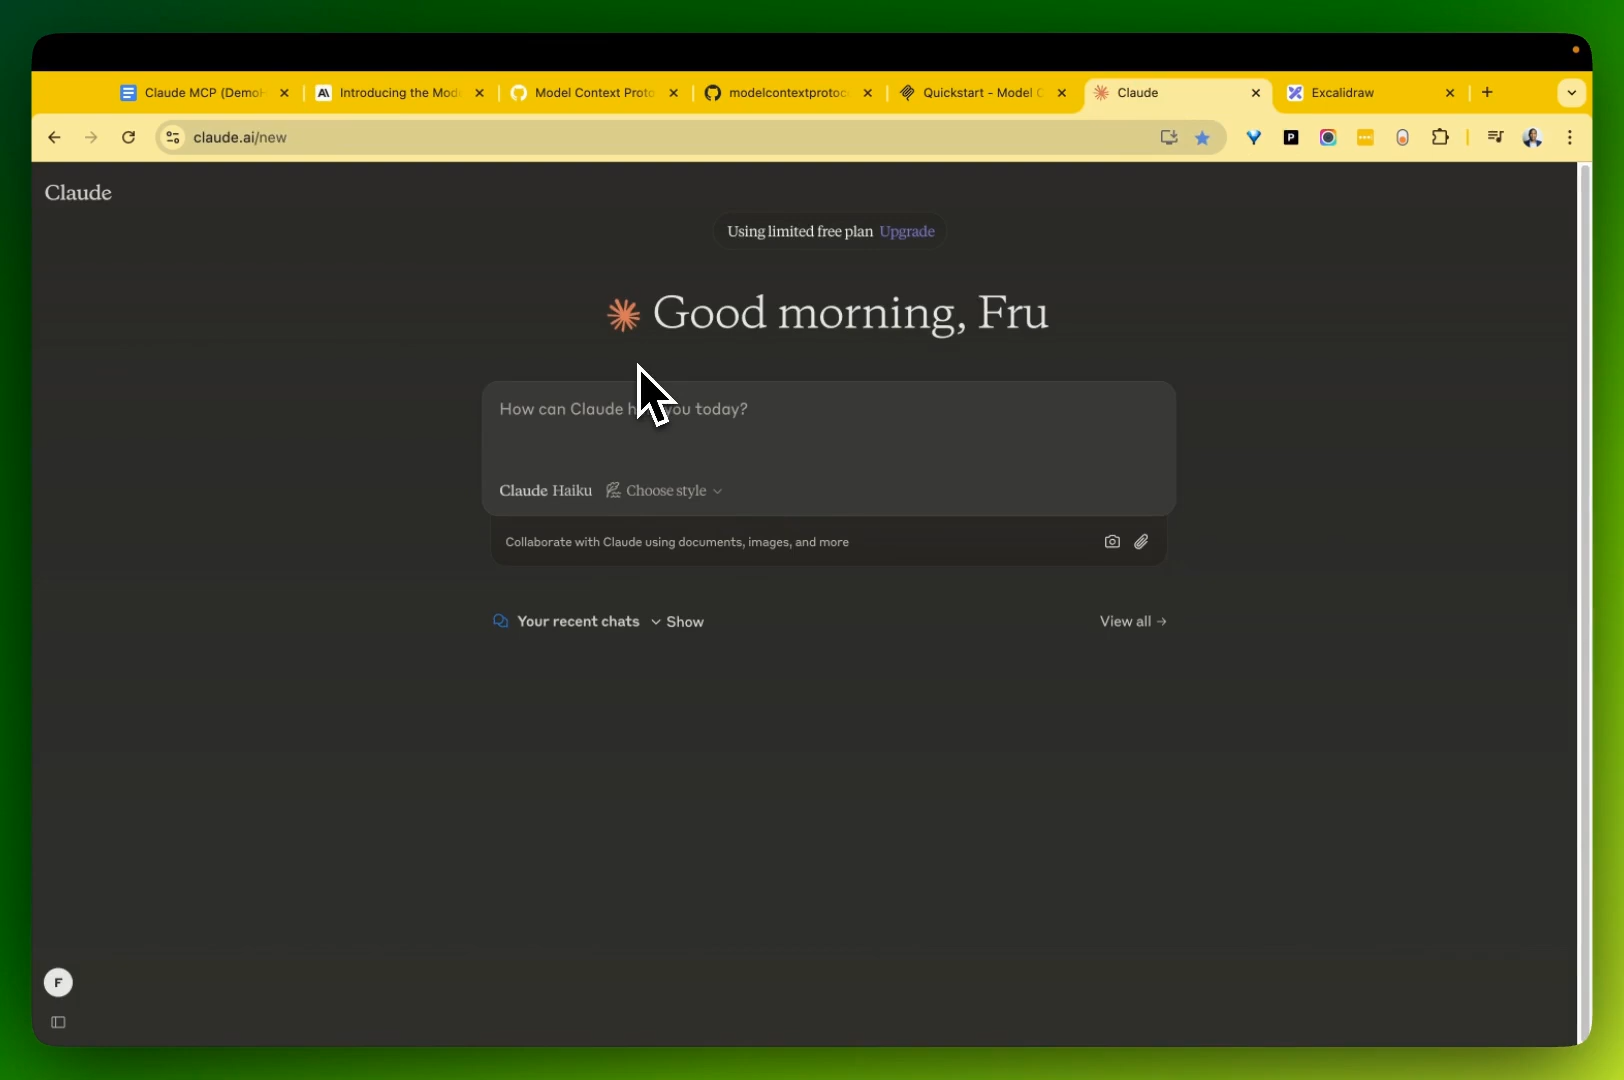 Claude MCP (Demo
Introducing the Mod
Model Context Proto
modelcontextprotoc
Quickstart - Model C
Claude
Excalidraw
claude.ai/new
Claude
Using limited free plan Upgrade
Good morning, Fru
How can Claude h you today?
Claude Haiku Choose style
Collaborate with Claude using documents, images, and more
Your recent chats Show
View all →
F